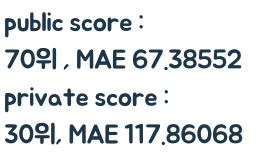 public score :
70위 , MAE 67.38552
private score :
30위, MAE 117.86068